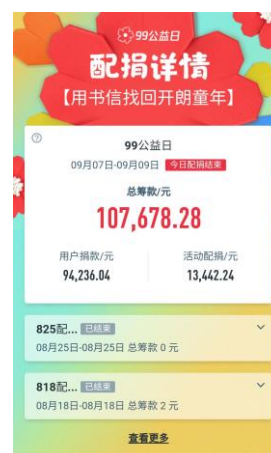 99公益日
配捐详情
【用书信找回开朗童年】
99公益日
09月07日-09月09日 今日配捐结束
总筹款/元
107,678.28
用户捐款/元 活动配捐/元
94,236.04 13,442.24
825配... 已结束
08月25日-08月25日 总筹款 0 元
818配... 已结束
08月18日-08月18日 总筹款 2 元
查看更多